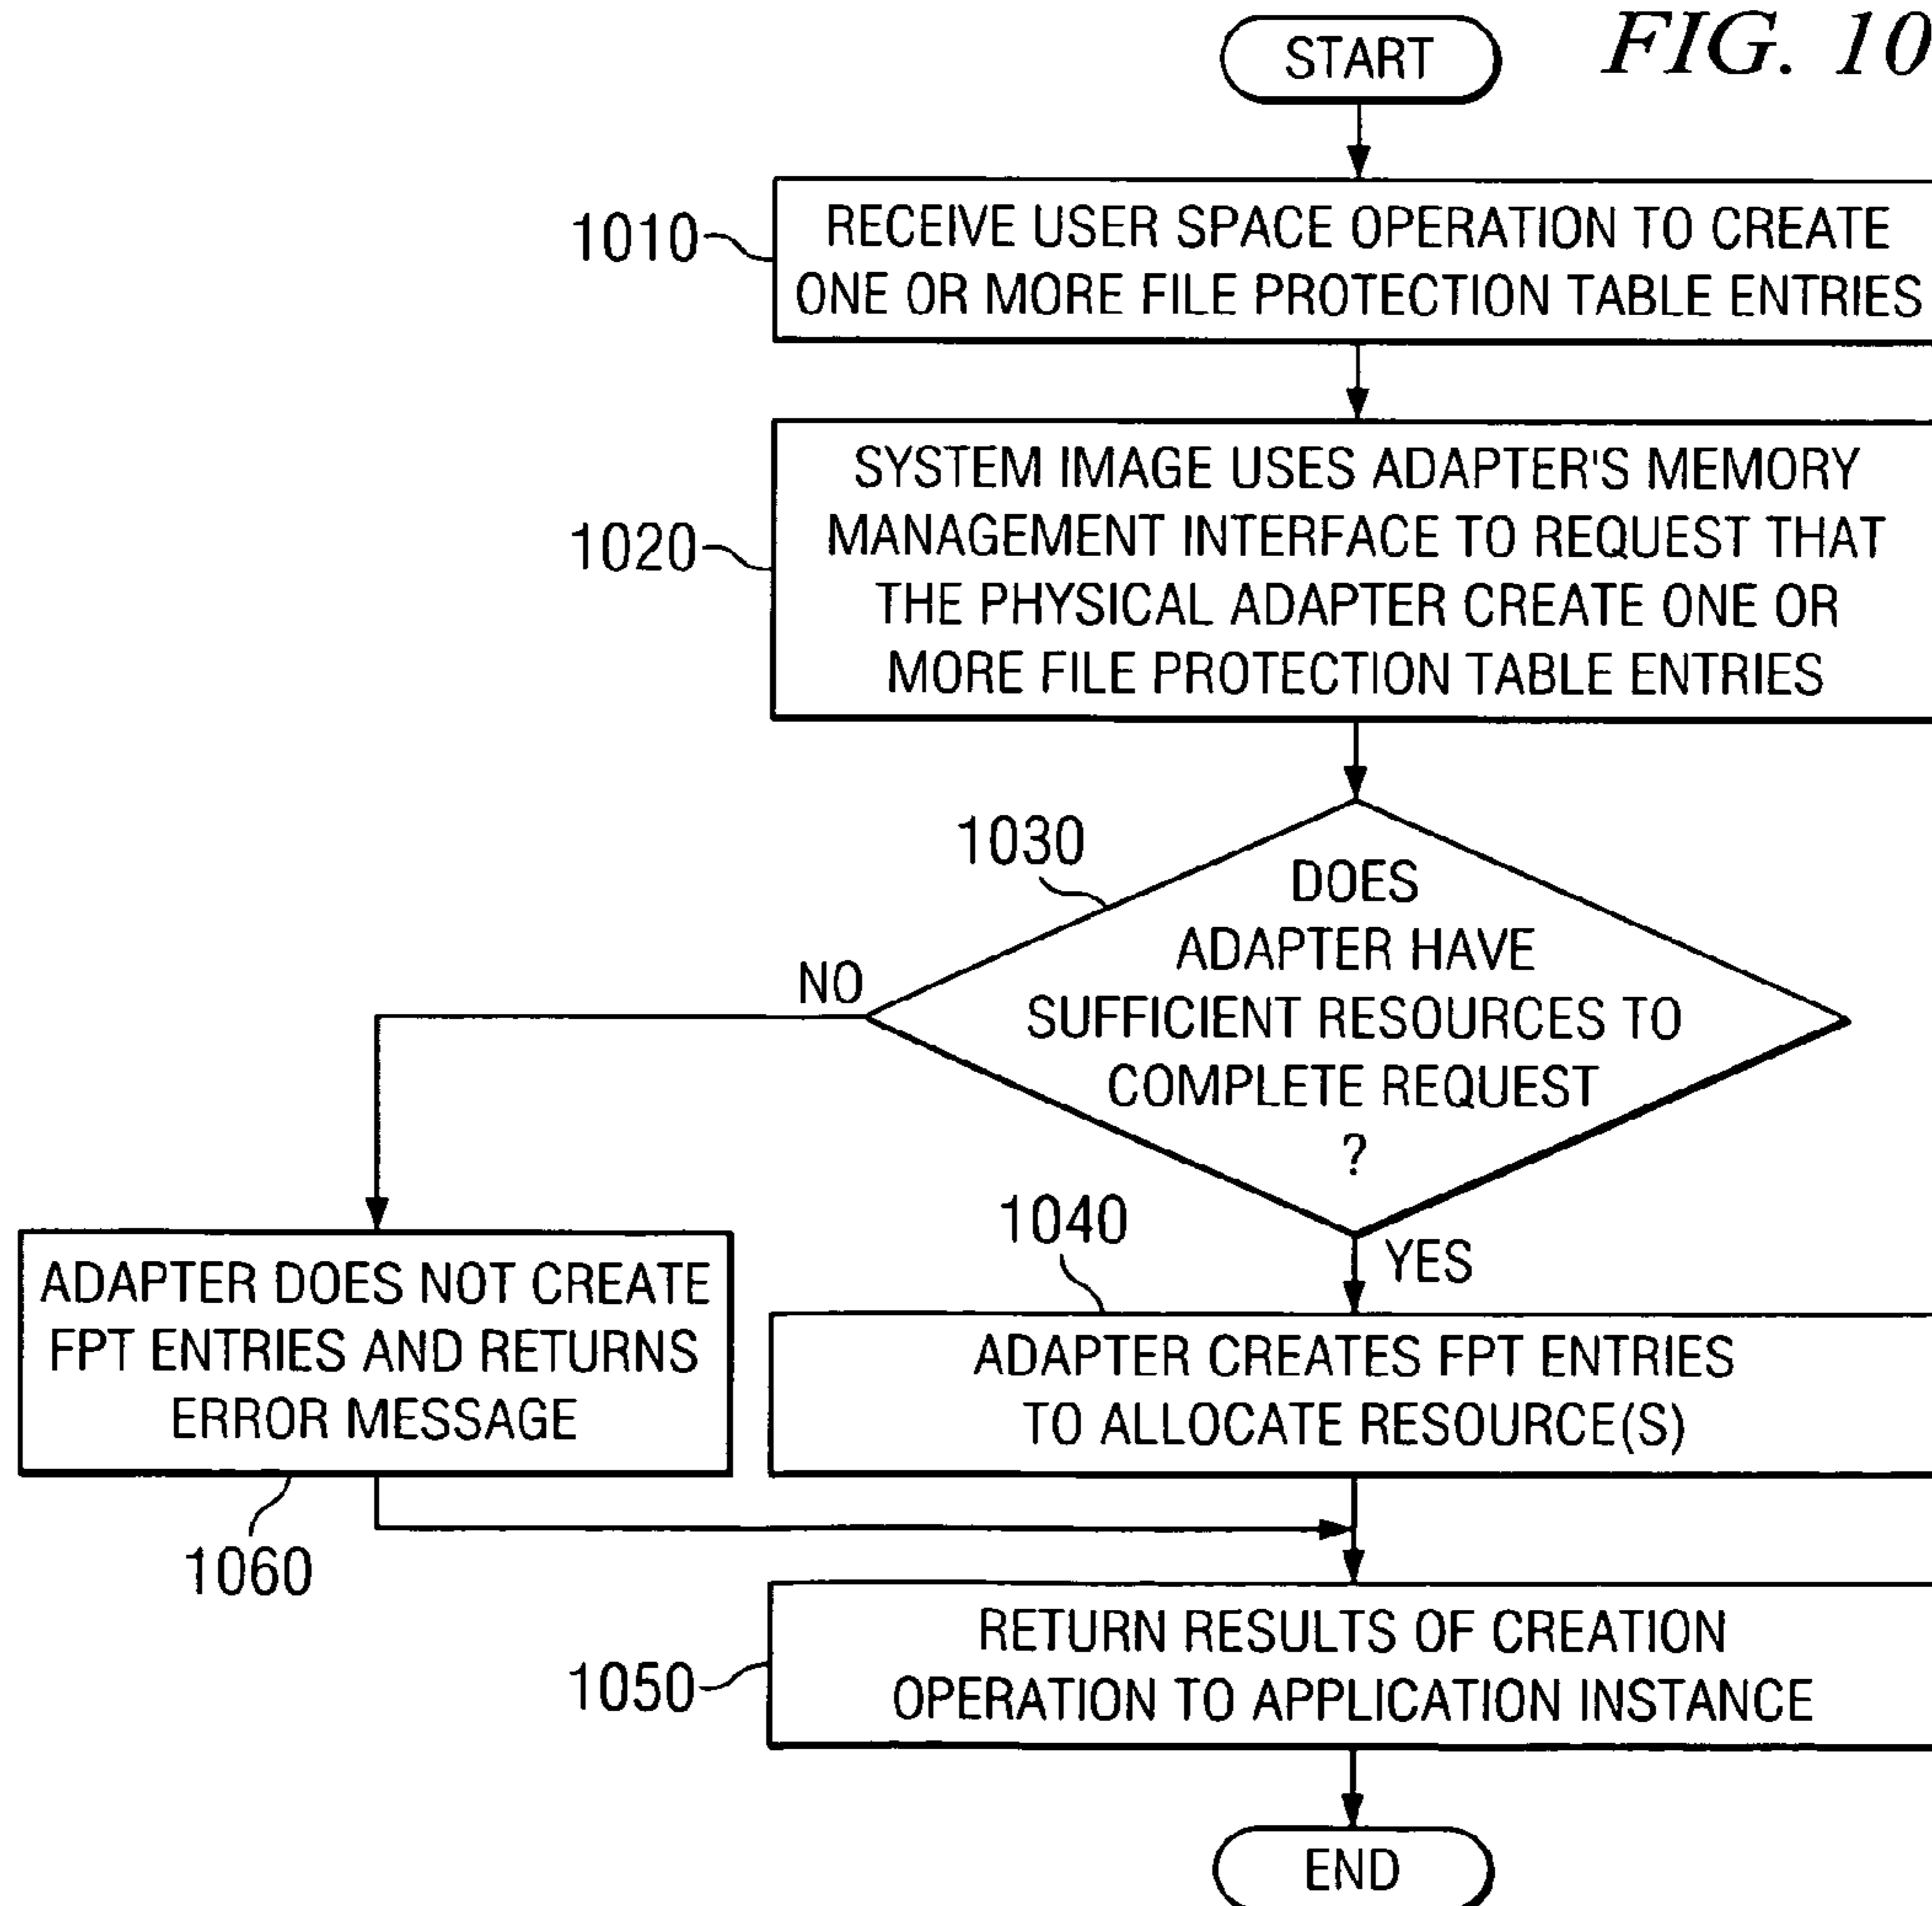 FIG. 10
START
1010
RECEIVE USER SPACE OPERATION TO CREATE
ONE OR MORE FILE PROTECTION TABLE ENTRIES
1020
SYSTEM IMAGE USES ADAPTER'S MEMORY
MANAGEMENT INTERFACE TO REQUEST THAT
THE PHYSICAL ADAPTER CREATE ONE OR
MORE FILE PROTECTION TABLE ENTRIES
1030
DOES
ADAPTER HAVE
SUFFICIENT RESOURCES TO
COMPLETE REQUEST
?
NO
YES
1040
ADAPTER CREATES FPT ENTRIES
TO ALLOCATE RESOURCE(S)
ADAPTER DOES NOT CREATE
FPT ENTRIES AND RETURNS
ERROR MESSAGE
1060
1050
RETURN RESULTS OF CREATION
OPERATION TO APPLICATION INSTANCE
END